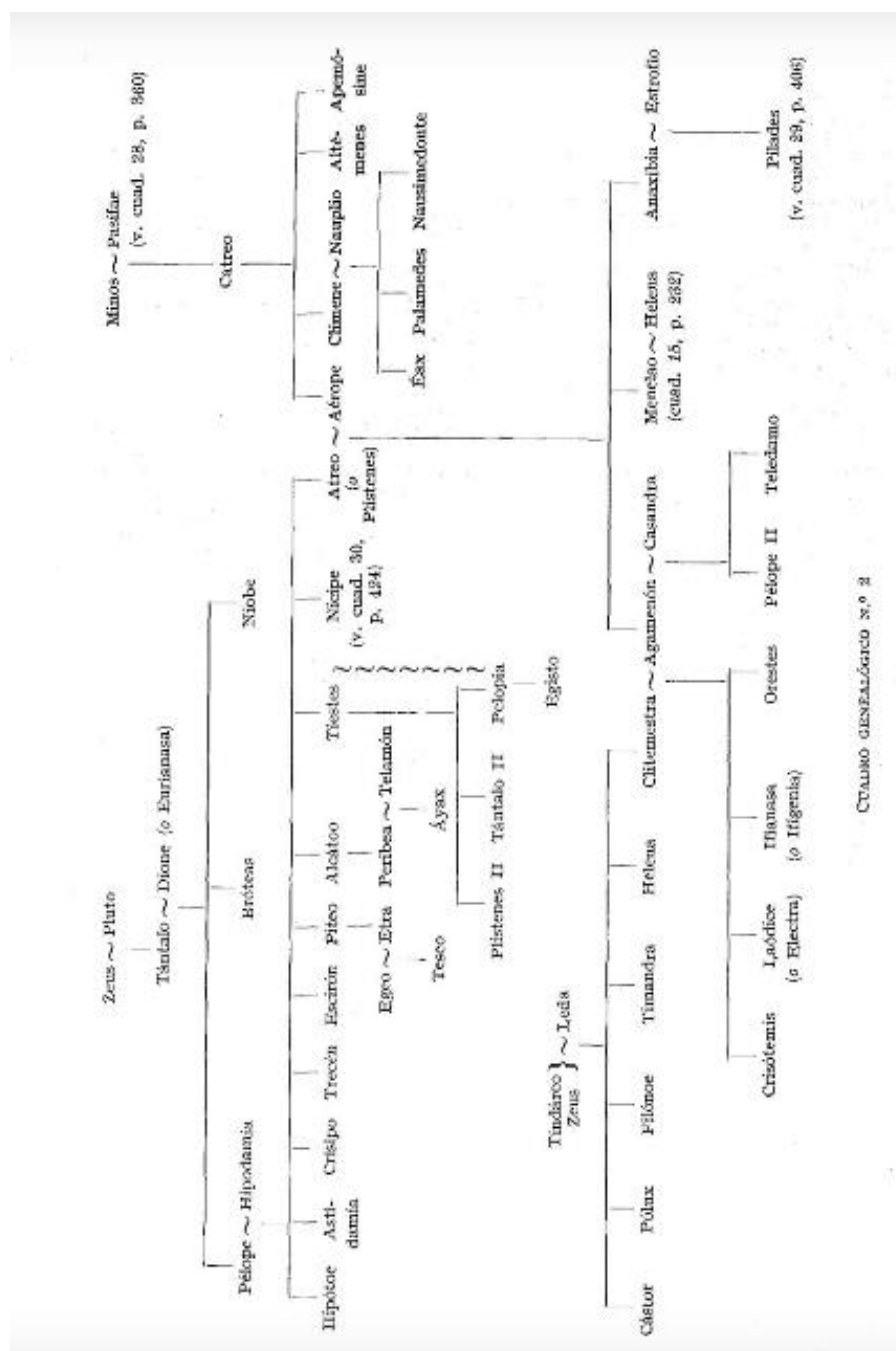 Zeus ~ Pluto
Minos ~ Pasífae
(v. cuad. 28, p. 360)
Tántalo ~ Dione (o Eurianasa)
Catreo
Pélope ~ Hipodamía
Bróteas
Níobe
Hipótoe Asti- Crisipo Trecén Escirón Piteo Alcátoo Tiestes Nícipe Atreo ~ Aérope Clímene ~ Nauplio Alté- Apemó-
damía (v. cuad. 30, (o menes sine
p. 424) Plístenes)
Egeo ~ Etra Peribea ~ Telamón
Éax Palamedes Nausimedonte
Teseo Áyax
Plístenes II Tántalo II Pelopia
Egisto
Tindáreo } ~ Leda
Zeus
Cástor Pólux Filónoe Timandra Helena Clitemestra ~ Agamenón ~ Casandra Menelao ~ Helena Anaxibia ~ Estrofio
(cuad. 15, p. 232)
Crisótemis Laódice Ifianasa Orestes Pélope II Teledamo Pílades
(o Electra) (o Ifigenia) (v. cuad. 29, p. 406)
CUADRO GENEALÓGICO N.º 2